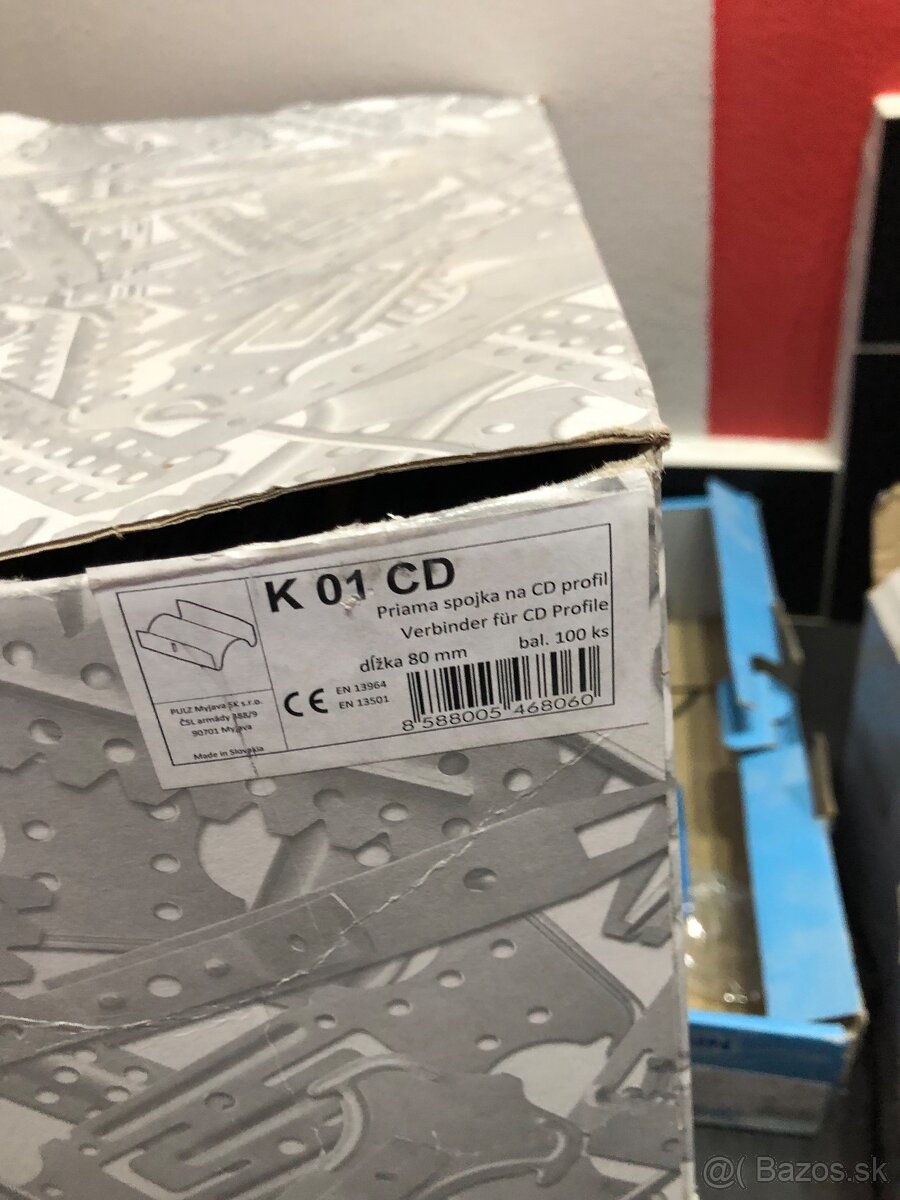 K 01 CD
Priama spojka na CD profil
Verbinder für CD Profile
dĺžka 80 mm
bal. 100 ks
PULZ Myjava SK s.r.o.
ČSL armády 388/9
90701 Myjava
Made in Slovakia
CE
EN 13964
EN 13501
8 588005 468060
@( Bazos.sk